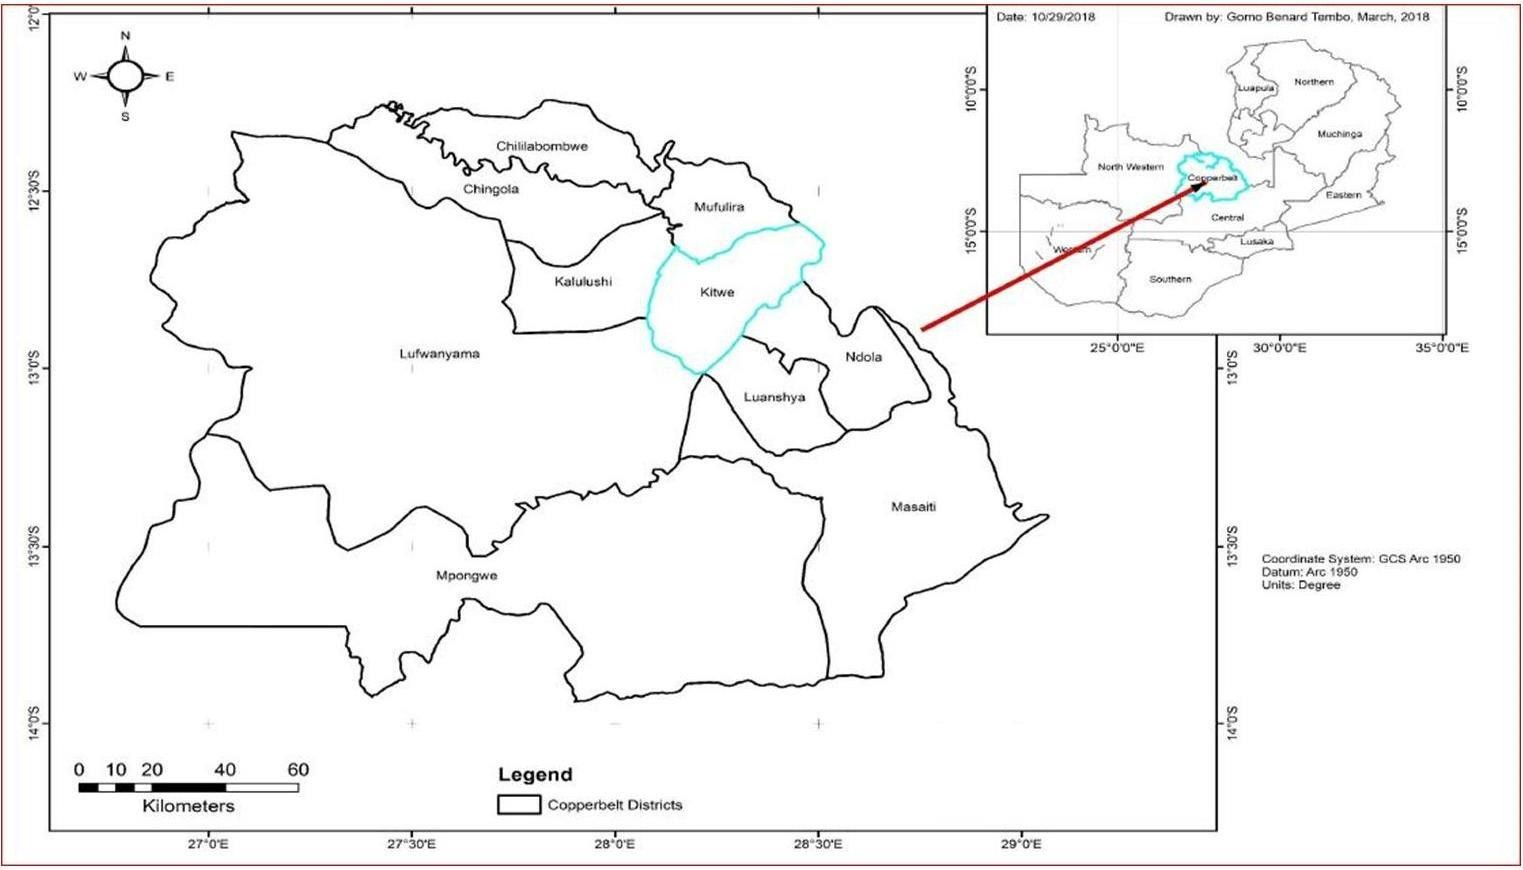 Date: 10/29/2018
Drawn by: Gomo Benard Tembo, March, 2018
N
W
E
S
Northern
Luapula
Muchinga
North Western
Copperbelt
Eastern
Central
Lusaka
Western
Southern
10°0'0"S
15°0'0"S
10°0'0"S
15°0'0"S
25°0'0"E
30°0'0"E
35°0'0"E
Chililabombwe
Chingola
Mufulira
Kalulushi
Kitwe
Lufwanyama
Ndola
Luanshya
Masaiti
Mpongwe
12°30'S
13°0'S
13°30'S
14°0'S
13°0'S
13°30'S
14°0'S
Coordinate System: GCS Arc 1950
Datum: Arc 1950
Units: Degree
0 10 20 40 60
Kilometers
Legend
Copperbelt Districts
27°0'E
27°30'E
28°0'E
28°30'E
29°0'E